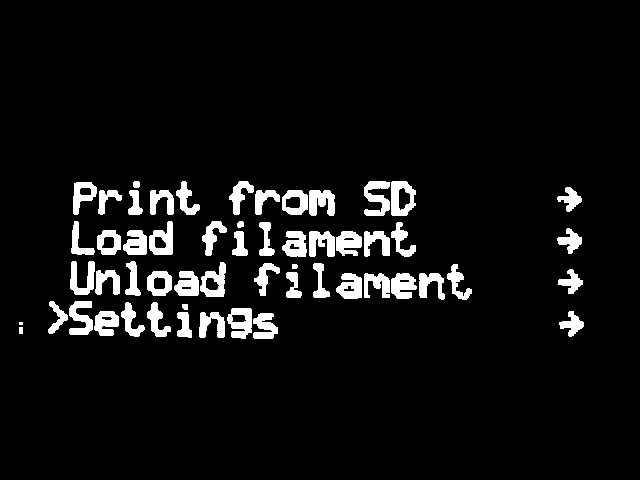 Print from SD →
Load filament →
Unload filament →
>Settings →